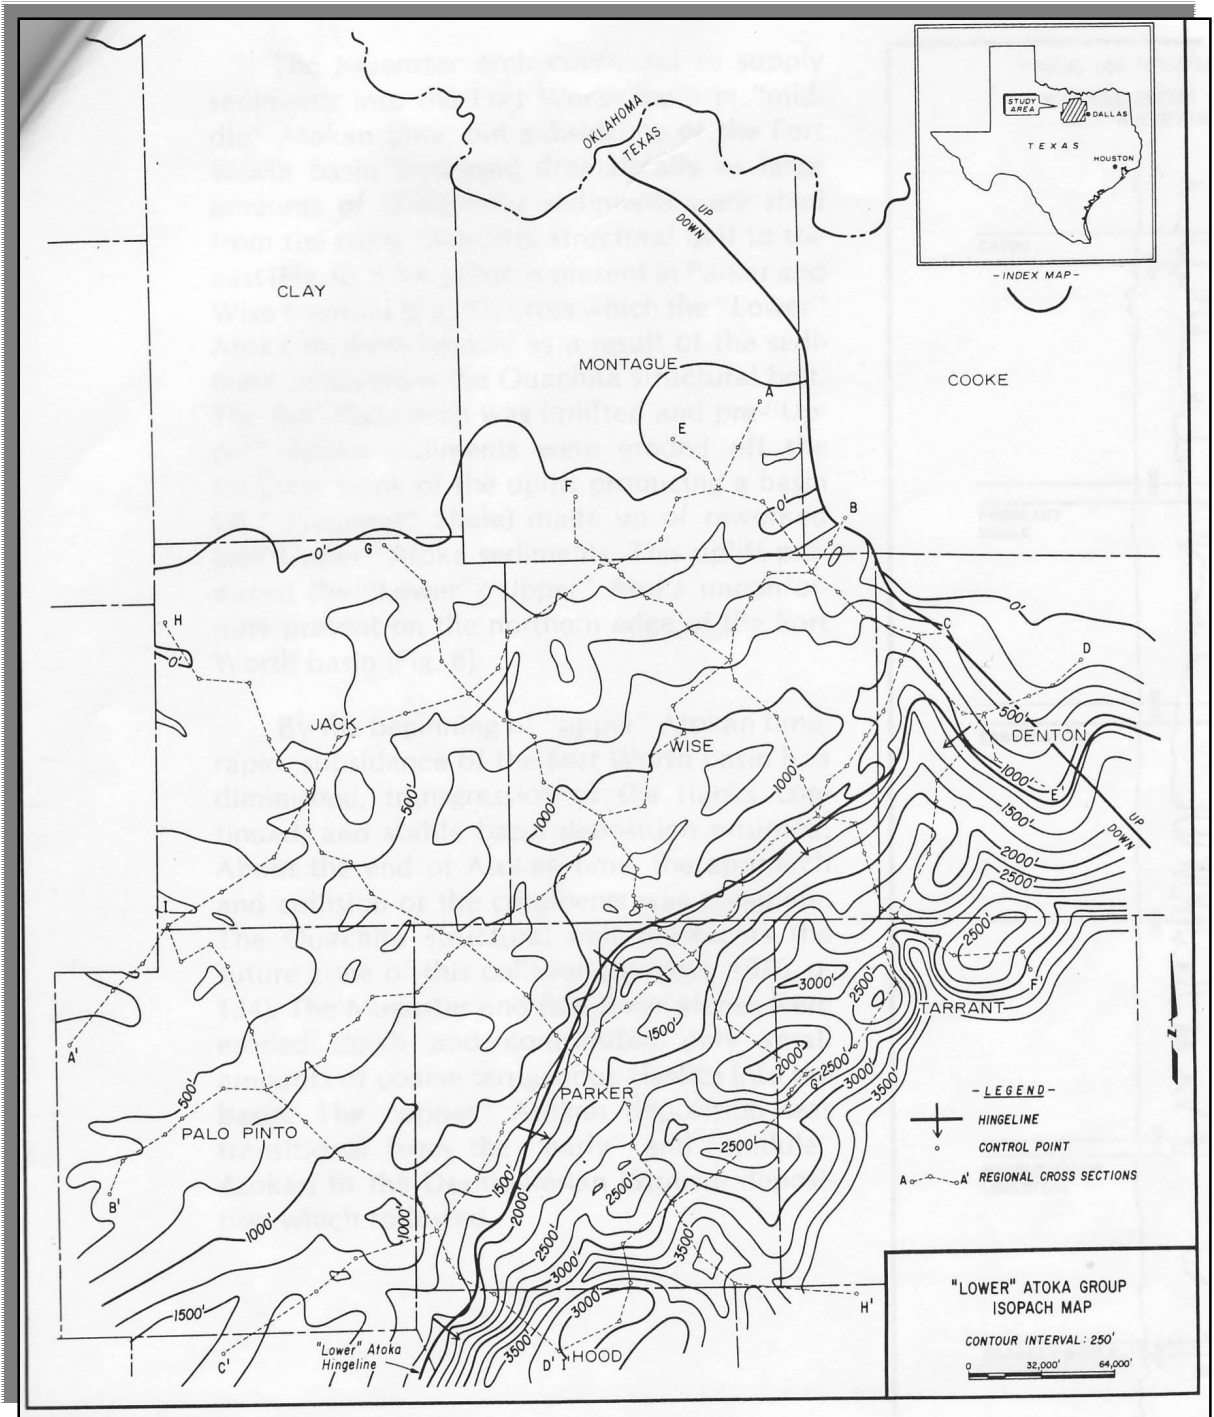 OKLAHOMA
TEXAS
UP
DOWN
STUDY
AREA
DALLAS
TEXAS
HOUSTON
-INDEX MAP-
CLAY
MONTAGUE
COOKE
A
E
F
B
O'
O'
G
H
O'
O'
C
D
JACK
WISE
500'
DENTON
1000'
E'
500'
1000'
1000'
1500'
UP
DOWN
2000'
2500'
2500'
3000'
2500'
F'
TARRANT
1500'
A'
2000'
2500'
G'
3000'
3500'
500'
PARKER
PALO PINTO
2500'
B'
1500'
2000'
2500'
1000'
1000'
2500'
3000'
3500'
1500'
3000'
3500'
H'
"Lower" Atoka
Hingeline
C'
D'
HOOD
N
-LEGEND-
HINGELINE
CONTROL POINT
A A' REGIONAL CROSS SECTIONS
"LOWER" ATOKA GROUP
ISOPACH MAP
CONTOUR INTERVAL: 250'
0 32,000' 64,000'